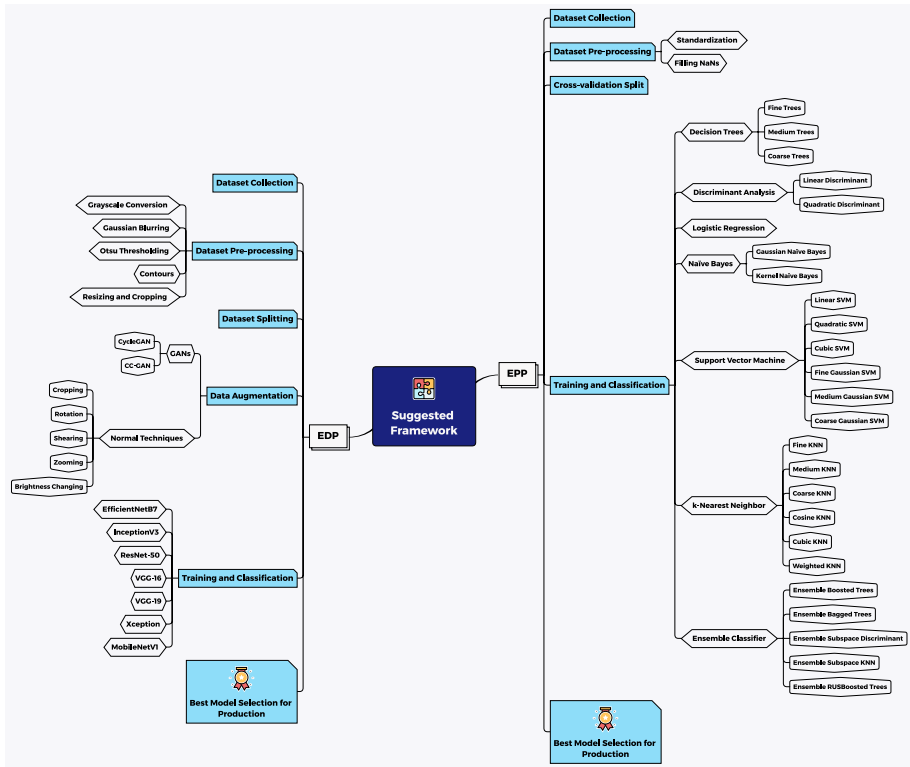 Suggested
Framework
EDP
Dataset Collection
Dataset Pre-processing
Grayscale Conversion
Gaussian Blurring
Otsu Thresholding
Contours
Resizing and Cropping
Dataset Splitting
Data Augmentation
GANs
CycleGAN
CC-GAN
Normal Techniques
Cropping
Rotation
Shearing
Zooming
Brightness Changing
Training and Classification
EfficientNetB7
InceptionV3
ResNet-50
VGG-16
VGG-19
Xception
MobileNetV1
Best Model Selection for
Production
EPP
Dataset Collection
Dataset Pre-processing
Standardization
Filling NaNs
Cross-validation Split
Training and Classification
Decision Trees
Fine Trees
Medium Trees
Coarse Trees
Discriminant Analysis
Linear Discriminant
Quadratic Discriminant
Logistic Regression
Naïve Bayes
Gaussian Naïve Bayes
Kernel Naïve Bayes
Support Vector Machine
Linear SVM
Quadratic SVM
Cubic SVM
Fine Gaussian SVM
Medium Gaussian SVM
Coarse Gaussian SVM
k-Nearest Neighbor
Fine KNN
Medium KNN
Coarse KNN
Cosine KNN
Cubic KNN
Weighted KNN
Ensemble Classifier
Ensemble Boosted Trees
Ensemble Bagged Trees
Ensemble Subspace Discriminant
Ensemble Subspace KNN
Ensemble RUSBoosted Trees
Best Model Selection for
Production